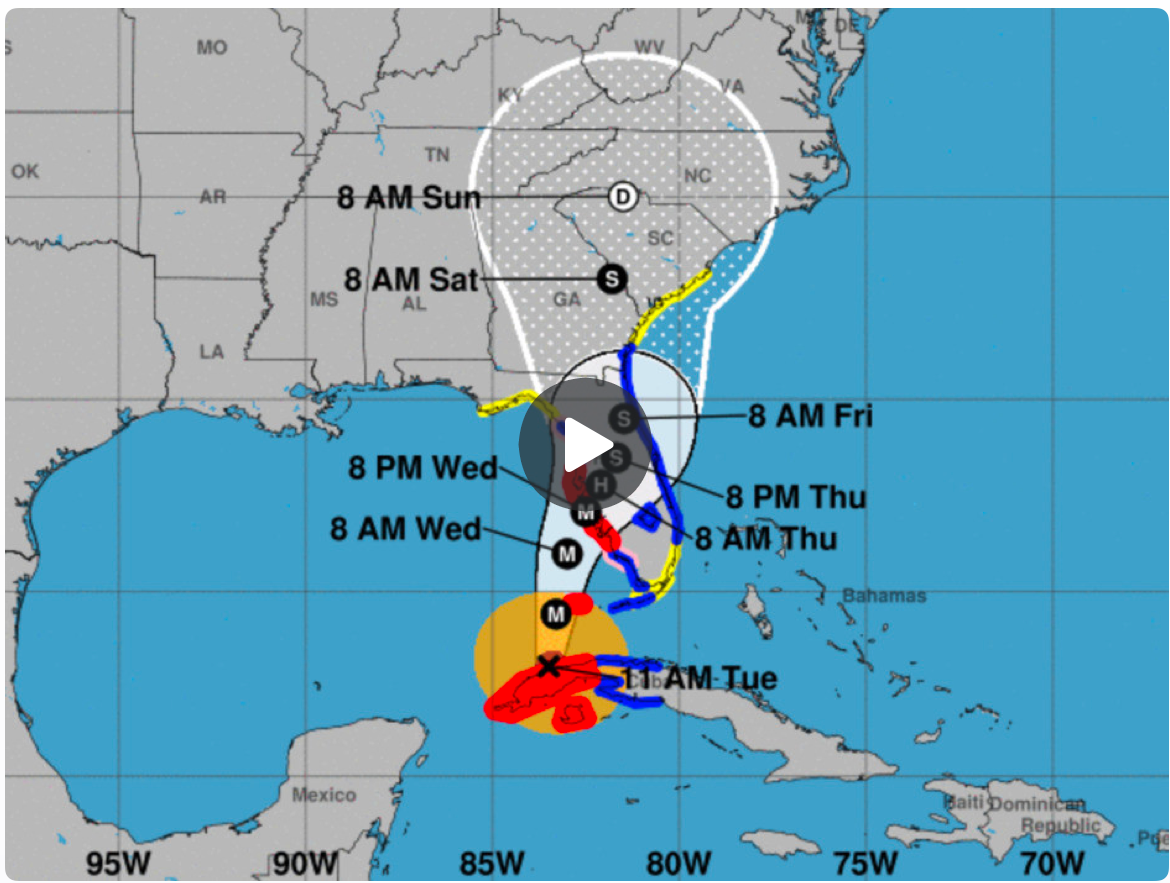 MO
WV
DE
KY
VA
TN
OK
AR
NC
8 AM Sun
D
SC
8 AM Sat
S
MS
AL
GA
LA
S
8 AM Fri
8 PM Wed
S
H
8 PM Thu
M
8 AM Wed
8 AM Thu
M
Bahamas
M
11 AM Tue
Mexico
Haiti
Dominican
Republic
95W
90W
85W
80W
75W
70W